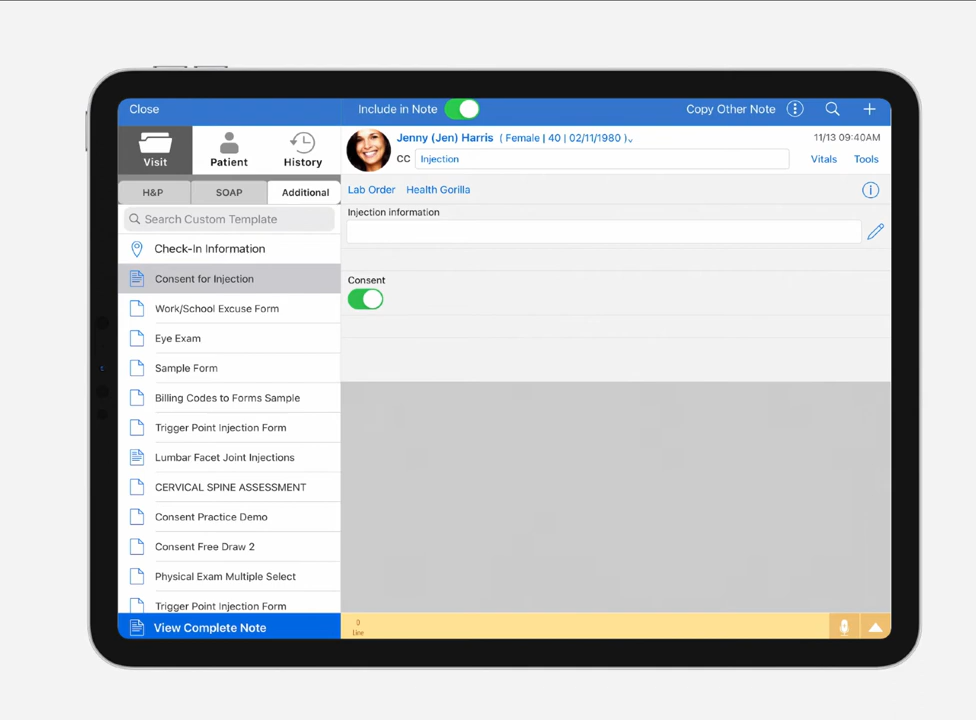 Close
Include in Note
Copy Other Note
Visit
Patient
History
Jenny (Jen) Harris ( Female | 40 | 02/11/1980 )
11/13 09:40AM
CC Injection
Vitals
Tools
H&P
SOAP
Additional
Lab Order
Health Gorilla
Search Custom Template
Injection information
Check-In Information
Consent for Injection
Consent
Work/School Excuse Form
Eye Exam
Sample Form
Billing Codes to Forms Sample
Trigger Point Injection Form
Lumbar Facet Joint Injections
CERVICAL SPINE ASSESSMENT
Consent Practice Demo
Consent Free Draw 2
Physical Exam Multiple Select
Trigger Point Injection Form
View Complete Note
0
Line